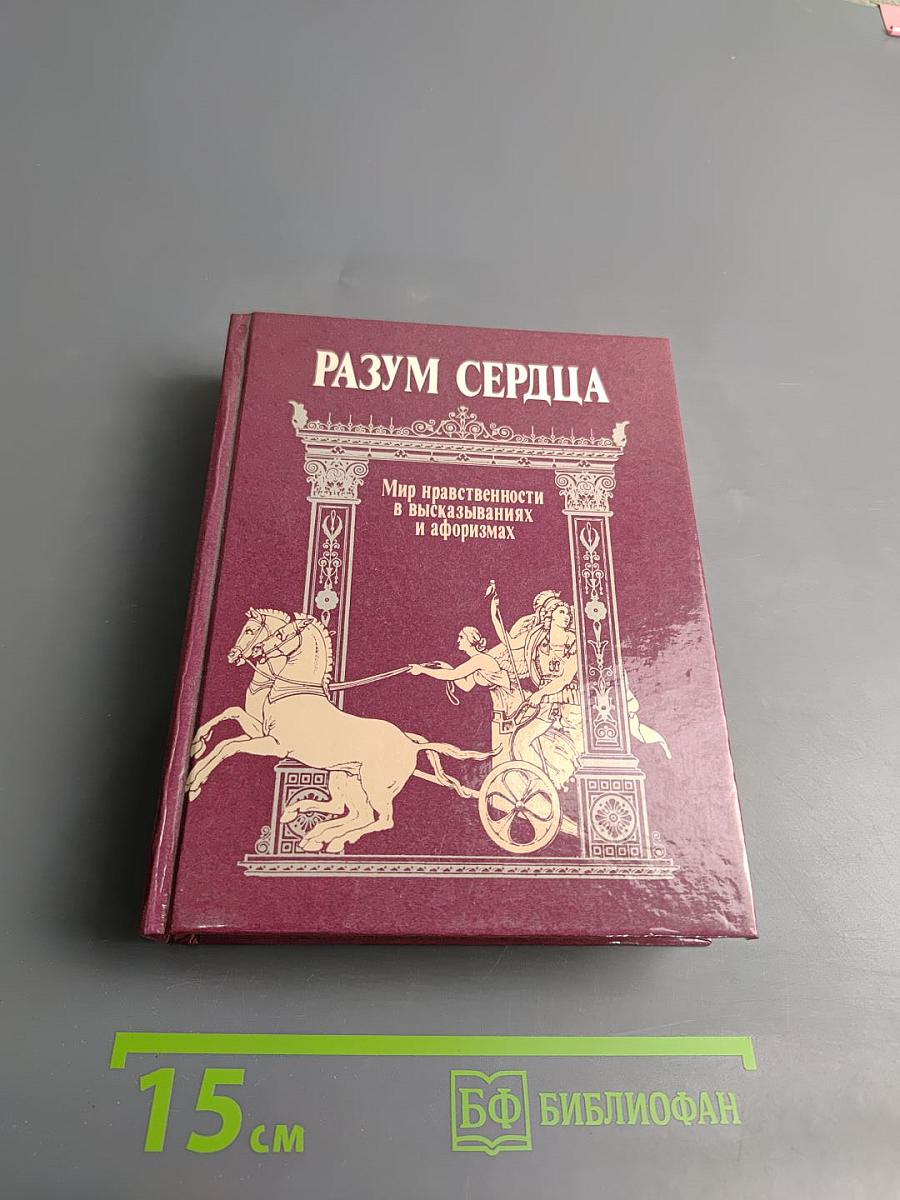 РАЗУМ СЕРДЦА
Мир нравственности
в высказываниях
и афоризмах
15 см
БФ БИБЛИОФАН